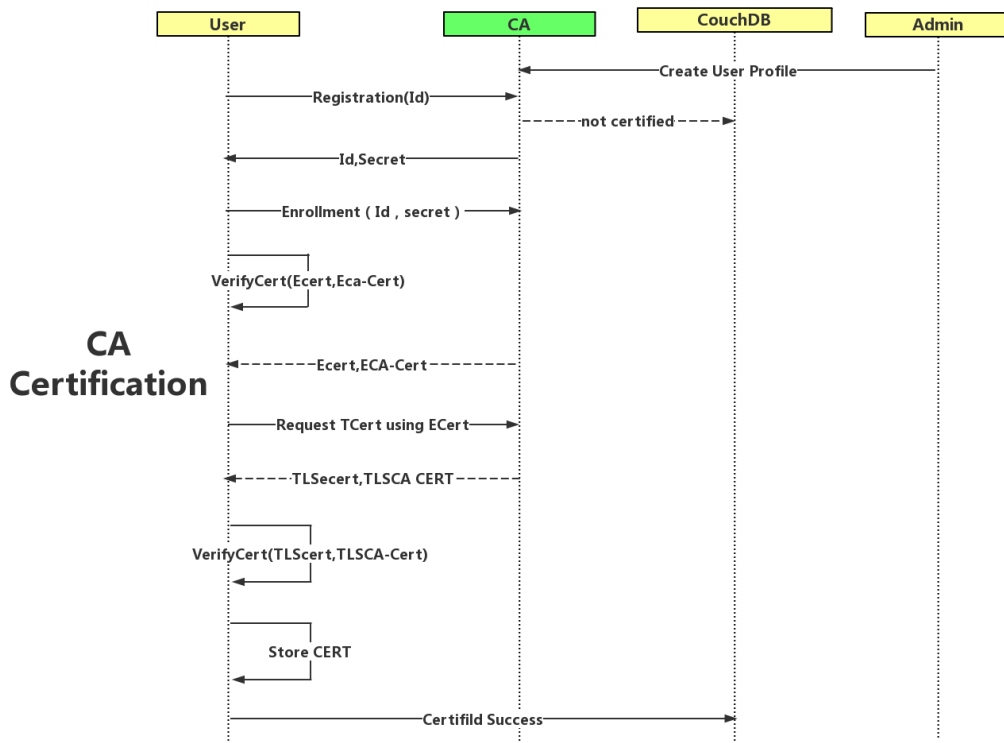 User
CA
CouchDB
Admin
Create User Profile
Registration(Id)
not certified
Id,Secret
Enrollment ( Id , secret )
VerifyCert(Ecert,Eca-Cert)
CA
Certification
Ecert,ECA-Cert
Request TCert using ECert
TLSecert,TLSCA CERT
VerifyCert(TLScert,TLSCA-Cert)
Store CERT
Certifild Success